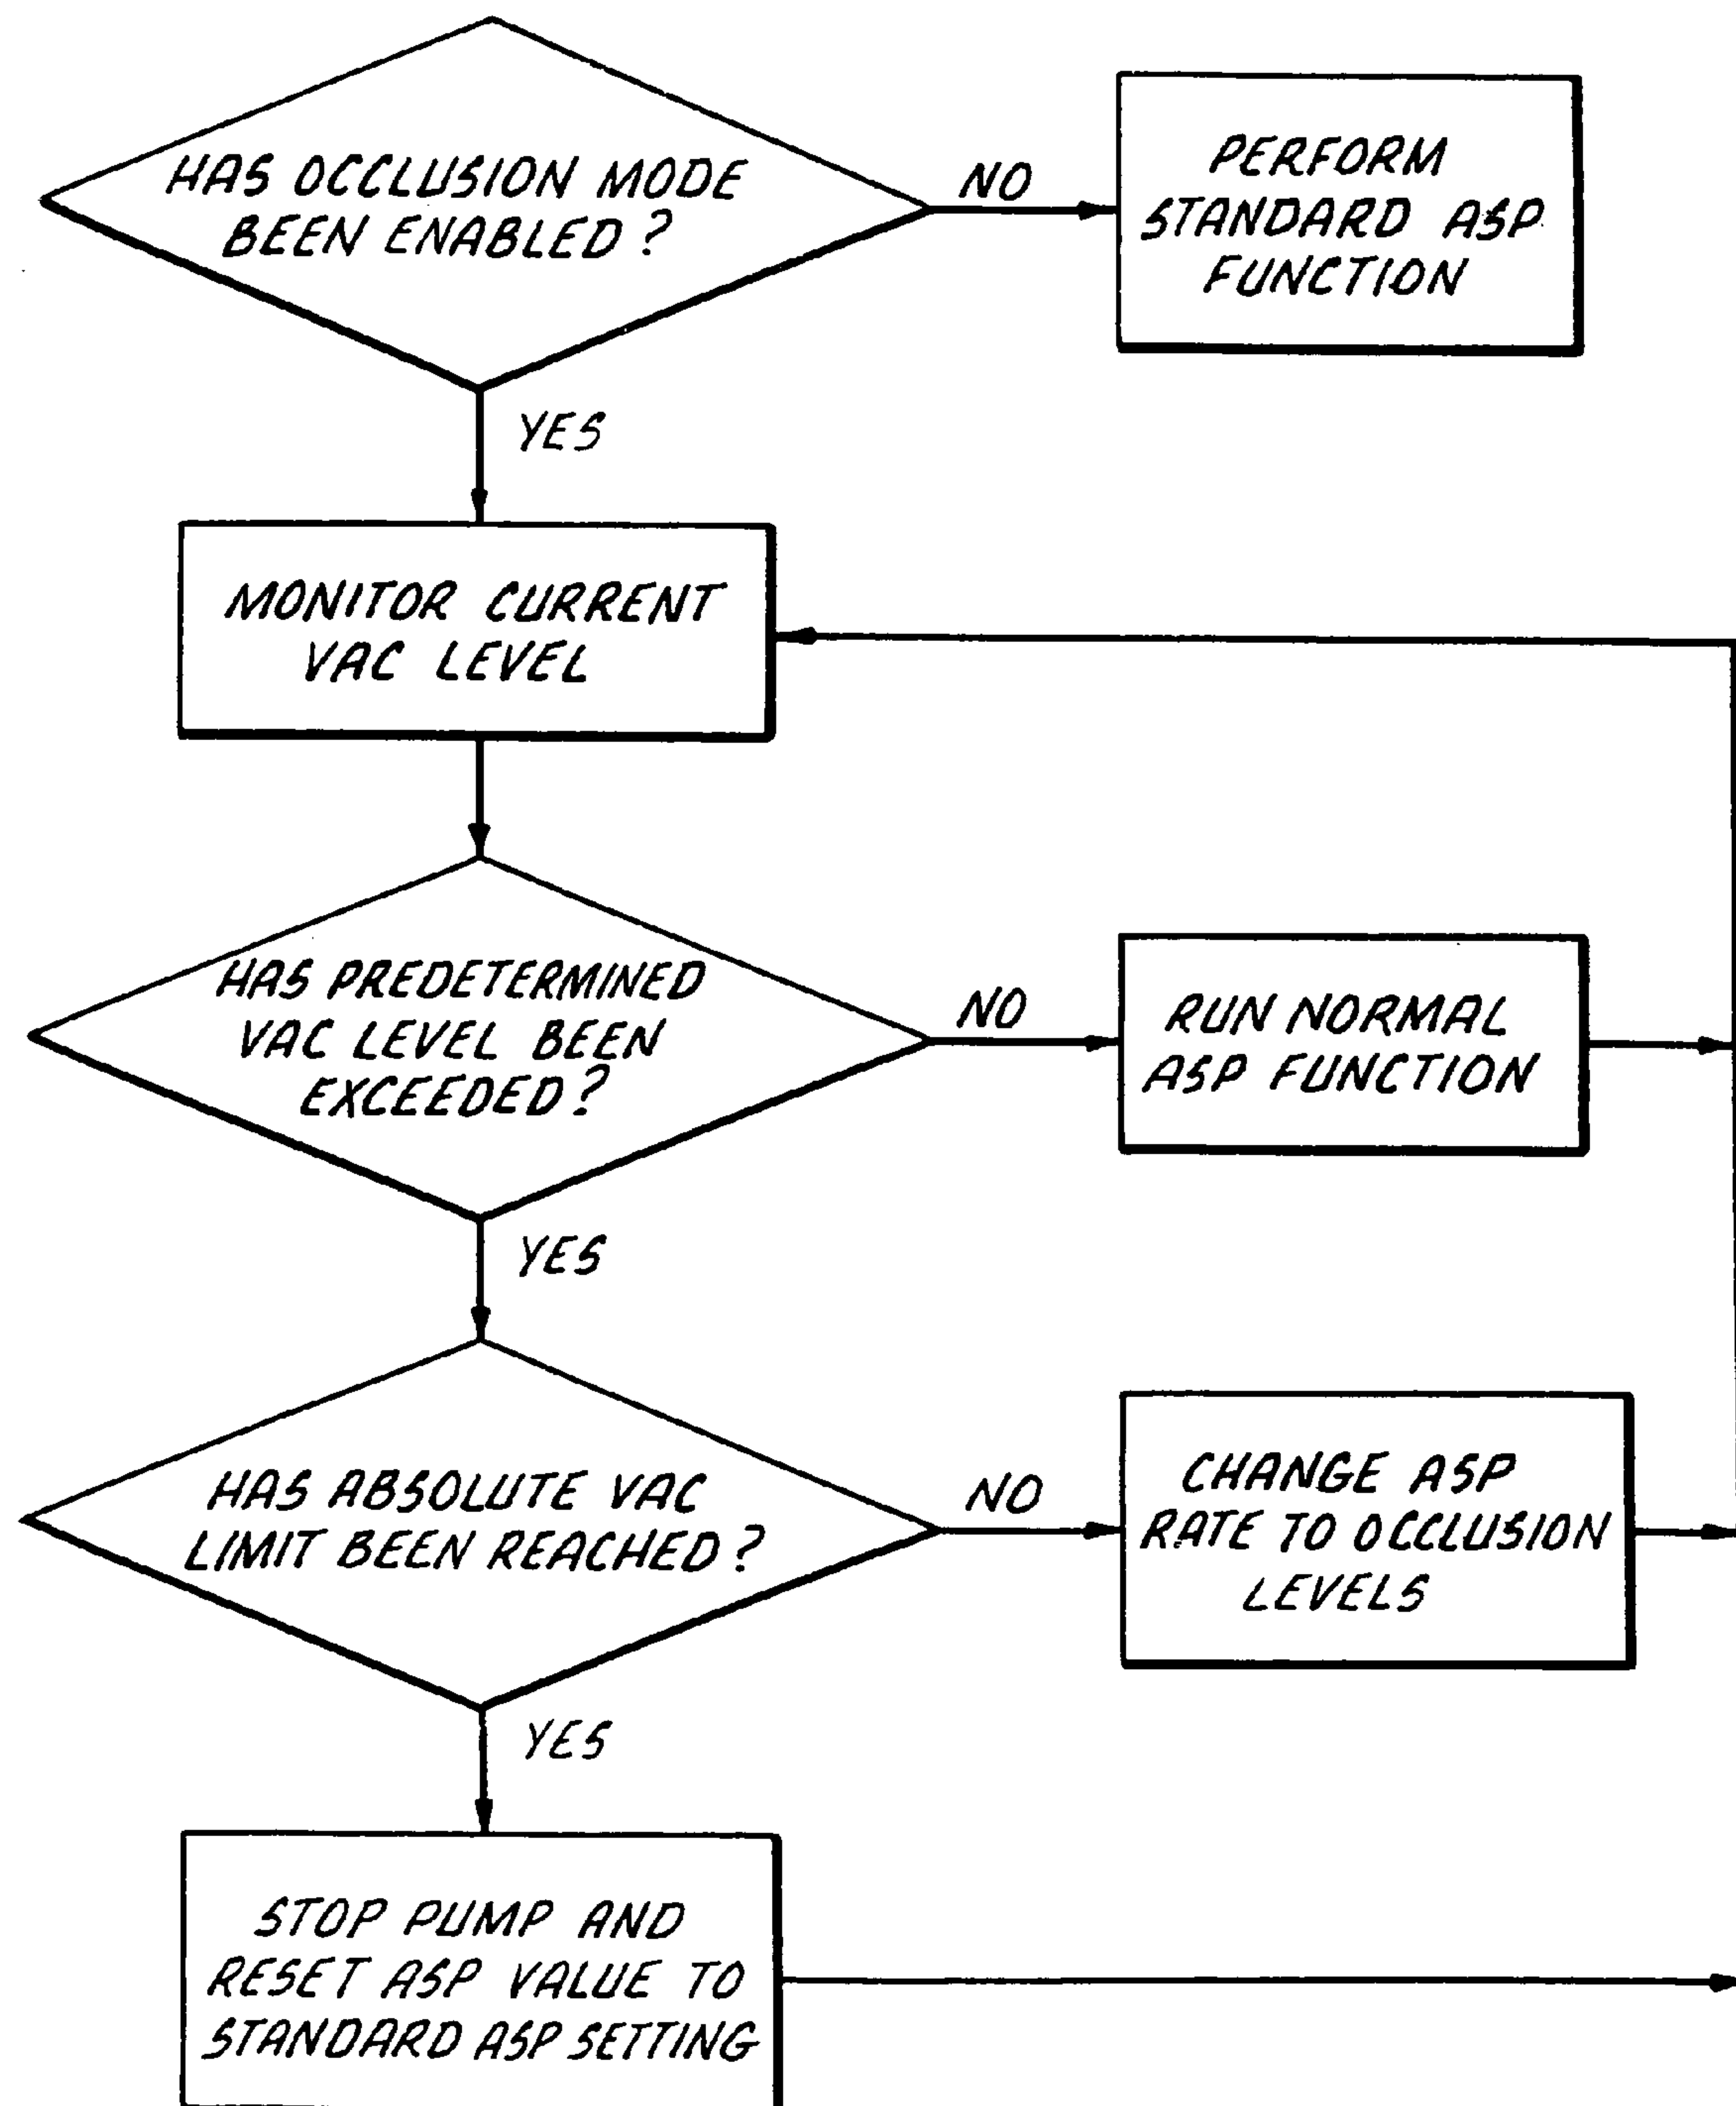 HAS OCCLUSION MODE
BEEN ENABLED?
NO
PERFORM
STANDARD ASP
FUNCTION
YES
MONITOR CURRENT
VAC LEVEL
HAS PREDETERMINED
VAC LEVEL BEEN
EXCEEDED?
NO
RUN NORMAL
ASP FUNCTION
YES
HAS ABSOLUTE VAC
LIMIT BEEN REACHED?
NO
CHANGE ASP
RATE TO OCCLUSION
LEVELS
YES
STOP PUMP AND
RESET ASP VALUE TO
STANDARD ASP SETTING